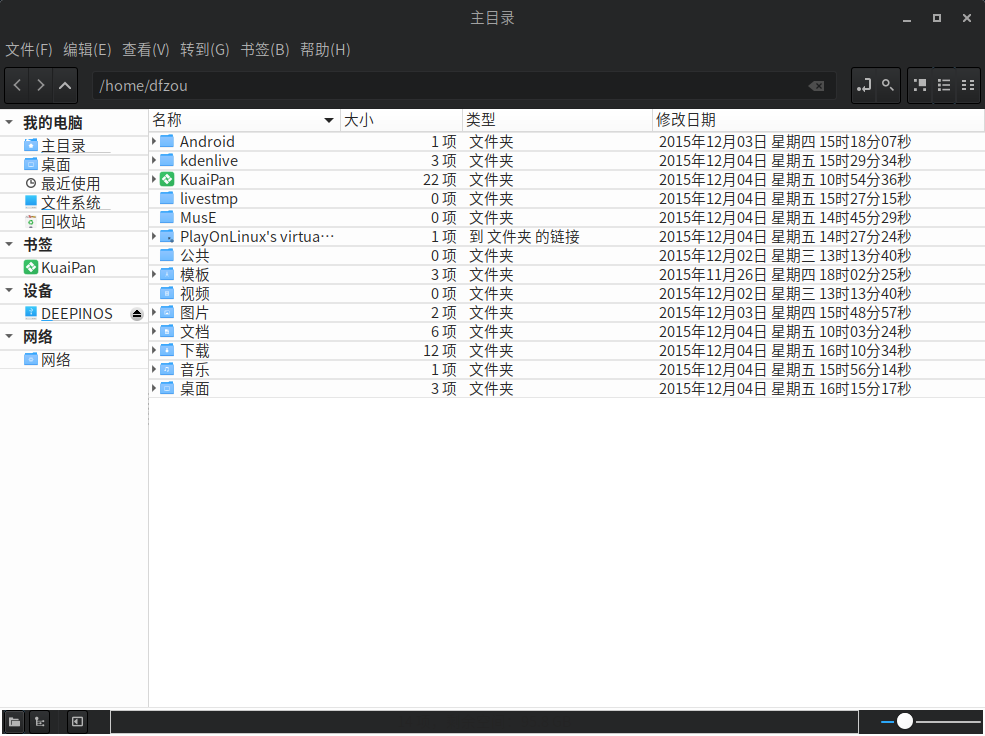 主目录
文件(F) 编辑(E) 查看(V) 转到(G) 书签(B) 帮助(H)
/home/dfzou
我的电脑
主目录
桌面
最近使用
文件系统
回收站
书签
KuaiPan
设备
DEEPINOS
网络
网络
名称 大小 类型 修改日期
Android 1 项 文件夹 2015年12月03日 星期四 15时18分07秒
kdenlive 3 项 文件夹 2015年12月04日 星期五 15时29分34秒
KuaiPan 22 项 文件夹 2015年12月04日 星期五 10时54分36秒
livestmp 0 项 文件夹 2015年12月04日 星期五 15时27分15秒
MusE 0 项 文件夹 2015年12月04日 星期五 14时45分29秒
PlayOnLinux's virtua… 1 项 到 文件夹 的链接 2015年12月04日 星期五 14时27分24秒
公共 0 项 文件夹 2015年12月02日 星期三 13时13分40秒
模板 3 项 文件夹 2015年11月26日 星期四 18时02分25秒
视频 0 项 文件夹 2015年12月02日 星期三 13时13分40秒
图片 2 项 文件夹 2015年12月03日 星期四 15时48分57秒
文档 6 项 文件夹 2015年12月04日 星期五 10时03分24秒
下载 12 项 文件夹 2015年12月04日 星期五 16时10分34秒
音乐 1 项 文件夹 2015年12月04日 星期五 15时56分14秒
桌面 3 项 文件夹 2015年12月04日 星期五 16时15分17秒